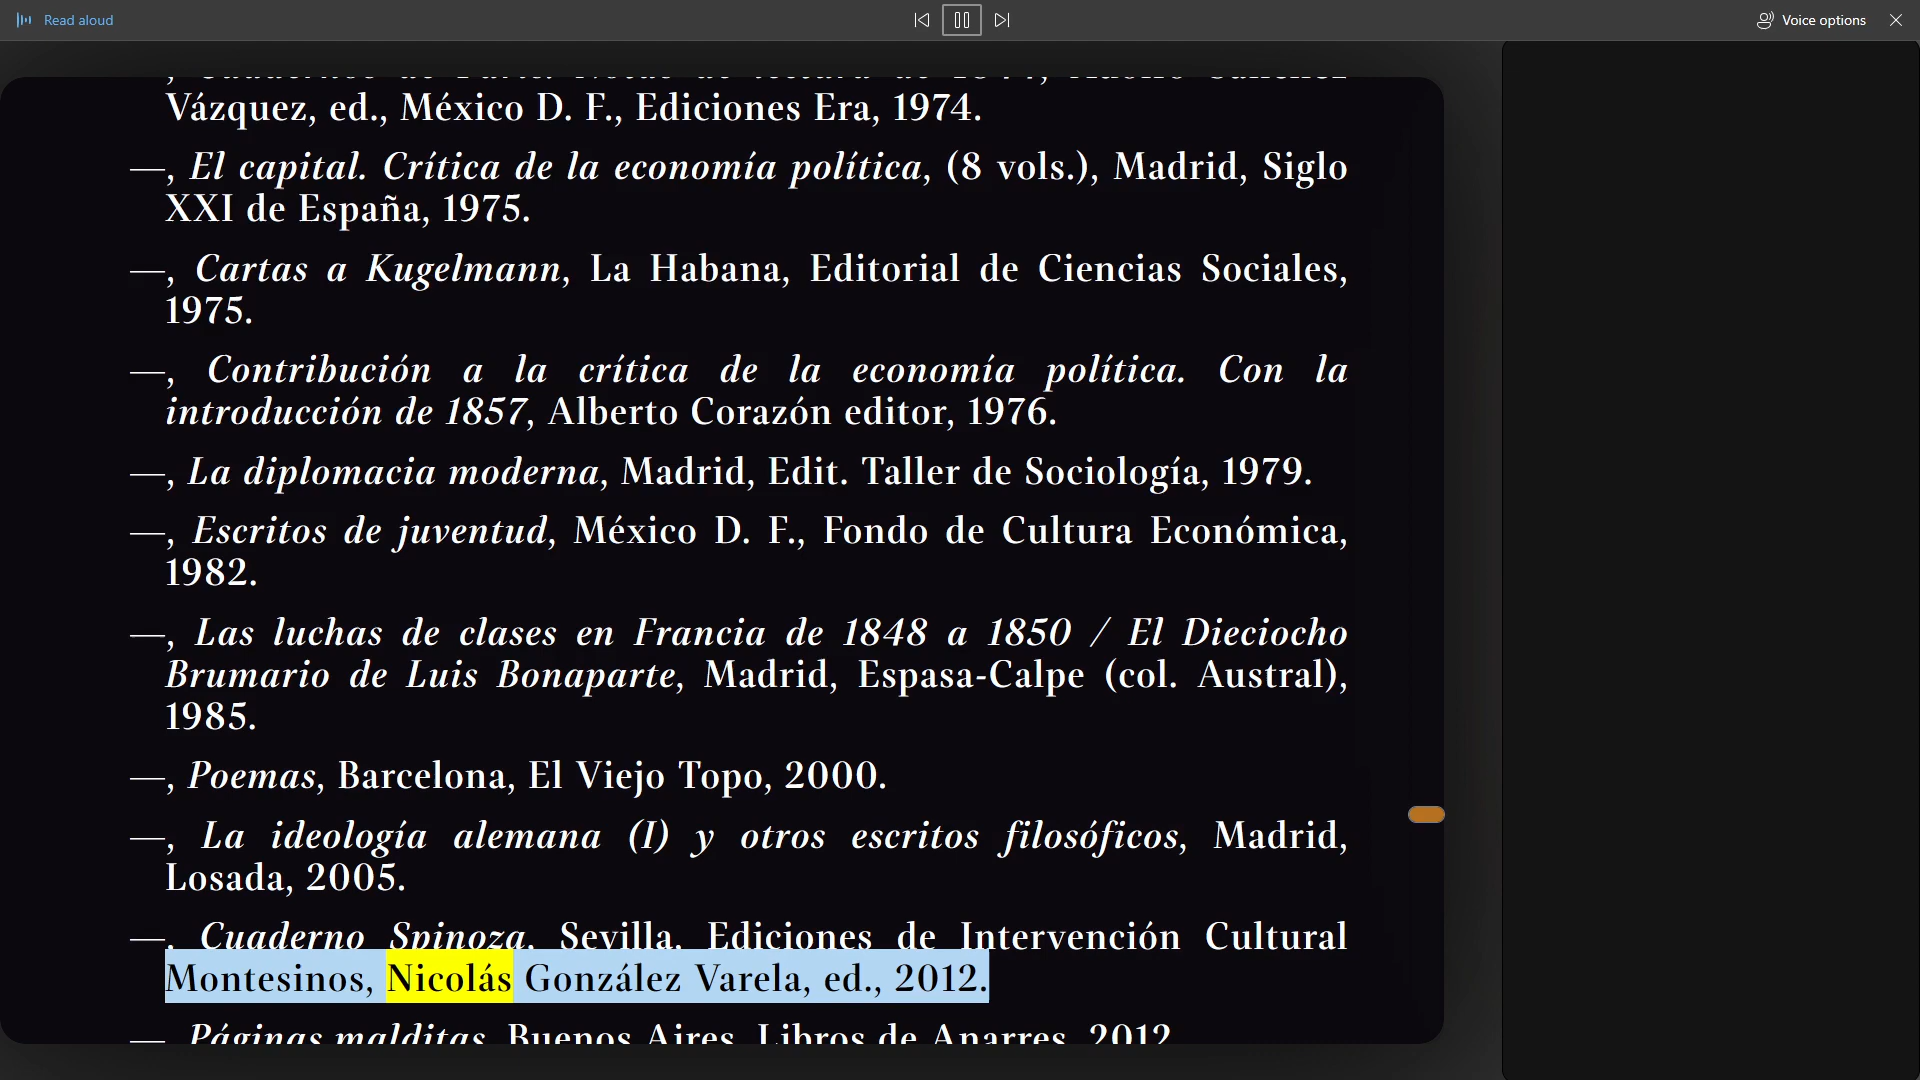 Read aloud
Voice options
Vázquez, ed., México D. F., Ediciones Era, 1974.
—, El capital. Crítica de la economía política, (8 vols.), Madrid, Siglo
XXI de España, 1975.
—, Cartas a Kugelmann, La Habana, Editorial de Ciencias Sociales,
1975.
—, Contribución a la crítica de la economía política. Con la
introducción de 1857, Alberto Corazón editor, 1976.
—, La diplomacia moderna, Madrid, Edit. Taller de Sociología, 1979.
—, Escritos de juventud, México D. F., Fondo de Cultura Económica,
1982.
—, Las luchas de clases en Francia de 1848 a 1850 / El Dieciocho
Brumario de Luis Bonaparte, Madrid, Espasa-Calpe (col. Austral),
1985.
—, Poemas, Barcelona, El Viejo Topo, 2000.
—, La ideología alemana (I) y otros escritos filosóficos, Madrid,
Losada, 2005.
—, Cuaderno Spinoza, Sevilla, Ediciones de Intervención Cultural
Montesinos, Nicolás González Varela, ed., 2012.
—, Páginas malditas, Buenos Aires, Libros de Anarres, 2012